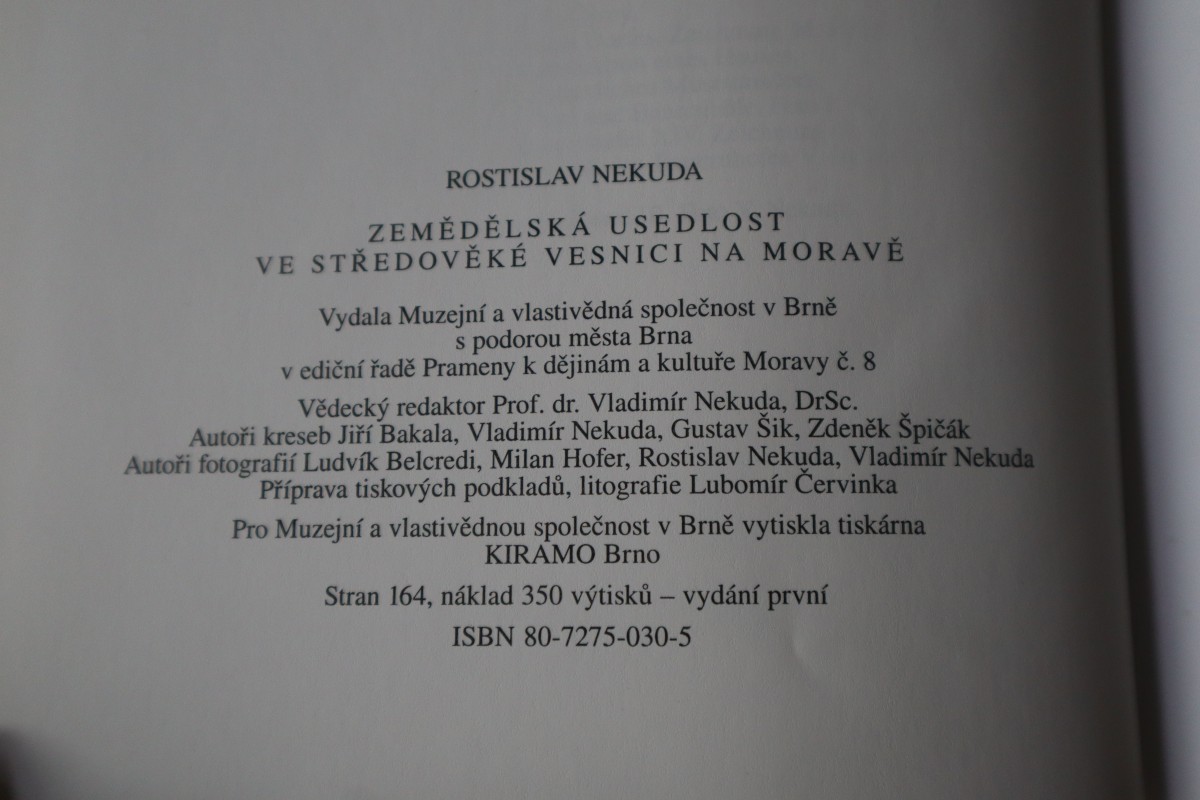 ROSTISLAV NEKUDA
ZEMĚDĚLSKÁ USEDLOST
VE STŘEDOVĚKÉ VESNICI NA MORAVĚ
Vydala Muzejní a vlastivědná společnost v Brně
s podorou města Brna
v ediční řadě Prameny k dějinám a kultuře Moravy č. 8
Vědecký redaktor Prof. dr. Vladimír Nekuda, DrSc.
Autoři kreseb Jiří Bakala, Vladimír Nekuda, Gustav Šik, Zdeněk Špičák
Autoři fotografií Ludvík Belcredi, Milan Hofer, Rostislav Nekuda, Vladimír Nekuda
Příprava tiskových podkladů, litografie Lubomír Červinka
Pro Muzejní a vlastivědnou společnost v Brně vytiskla tiskárna
KIRAMO Brno
Stran 164, náklad 350 výtisků – vydání první
ISBN 80-7275-030-5